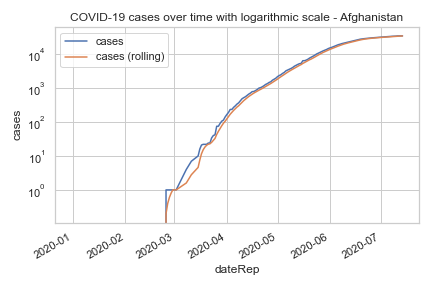 COVID-19 cases over time with logarithmic scale - Afghanistan
cases
cases (rolling)
10^4
10^3
10^2
10^1
10^0
cases
2020-01
2020-02
2020-03
2020-04
2020-05
2020-06
2020-07
dateRep